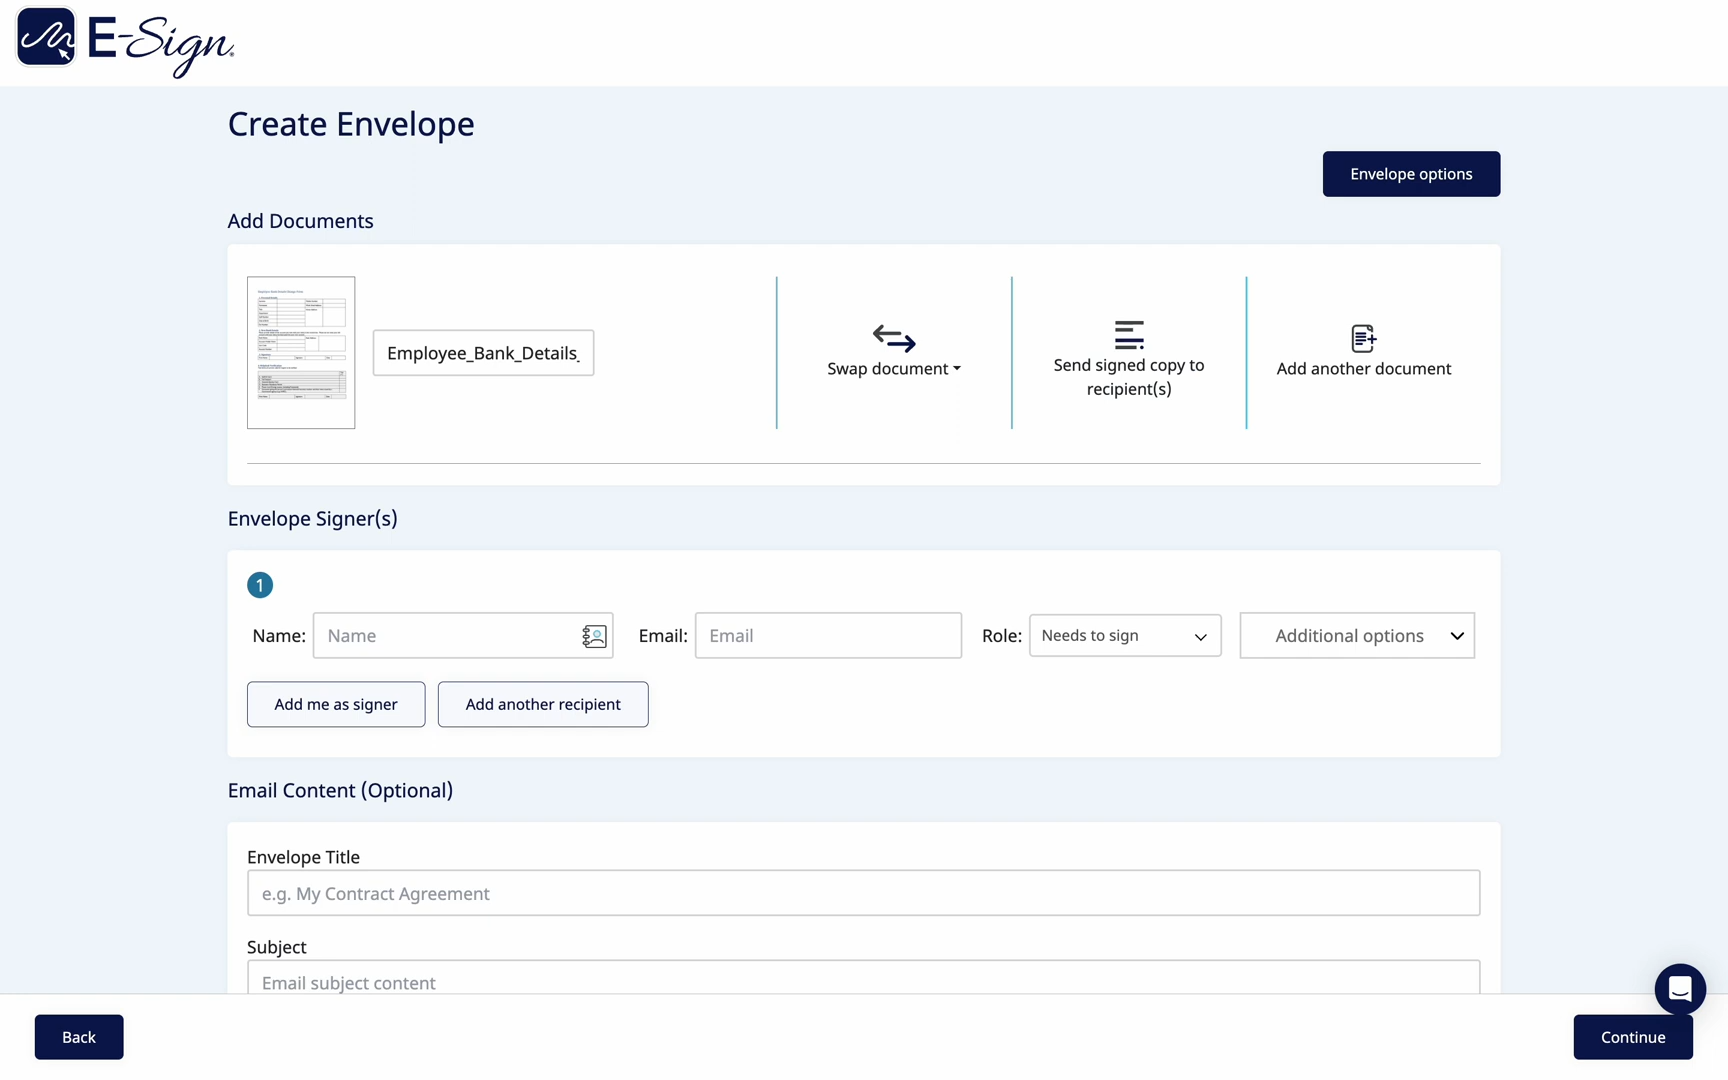 E-Sign
Create Envelope
Envelope options
Add Documents
Employee_Bank_Details_
Swap document
Send signed copy to
recipient(s)
Add another document
Envelope Signer(s)
1
Name: Name Email: Email Role: Needs to sign Additional options
Add me as signer Add another recipient
Email Content (Optional)
Envelope Title
e.g. My Contract Agreement
Subject
Email subject content
Back Continue